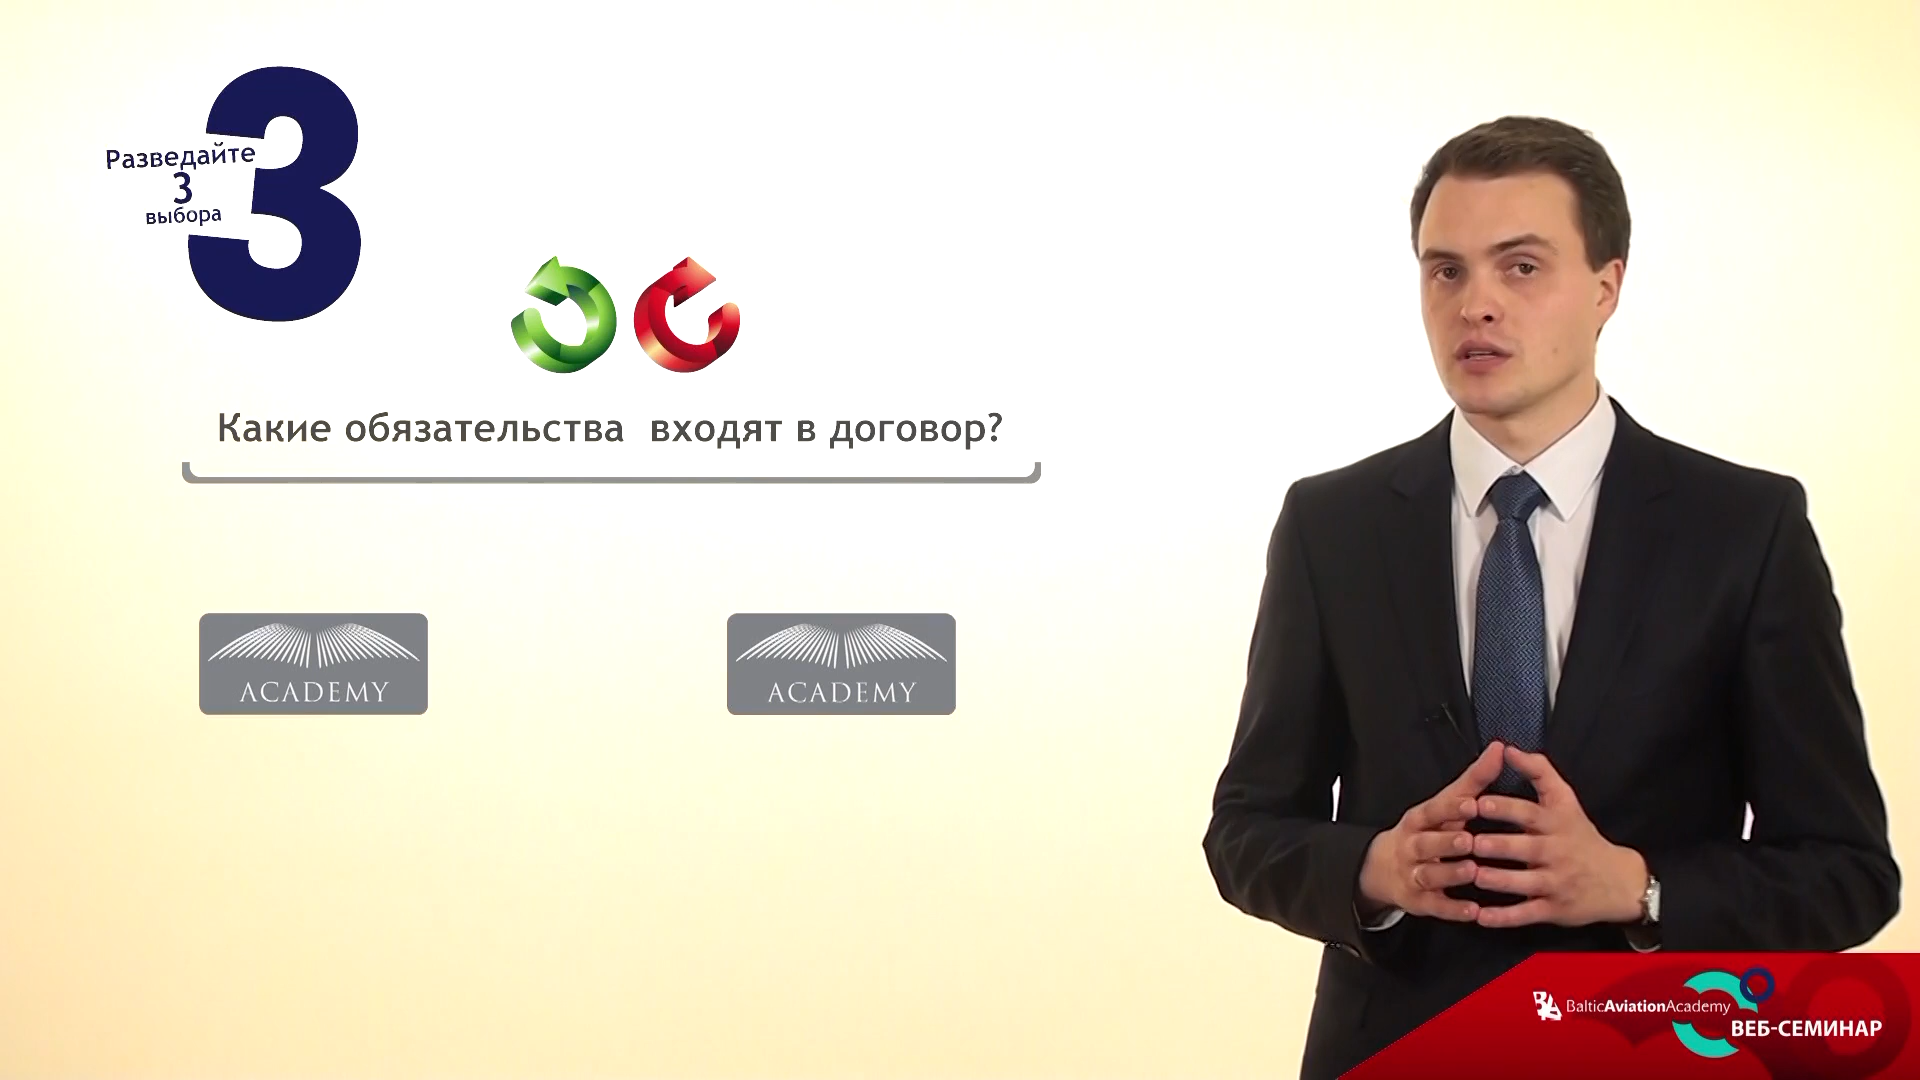 3
Разведайте
3
выбора
Какие обязательства входят в договор?
ACADEMY
ACADEMY
BalticAviationAcademy
ВЕБ-СЕМИНАР